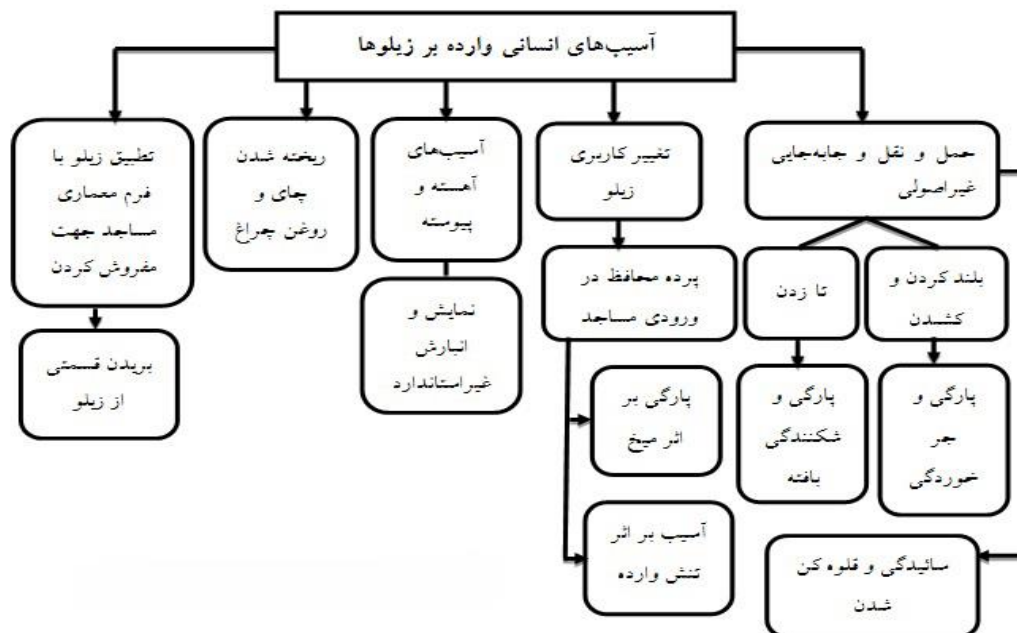 آسیب‌های انسانی وارده بر زیلوها
حمل و نقل و جابه‌جایی
غیراصولی
تغییر کاربری
زیلو
آسیب‌های
آهسته و
پیوسته
ریخته شدن
چای و
روغن چراغ
تطبیق زیلو با
فرم معماری
مساجد جهت
مفروش کردن
بلند کردن و
کشدن
تا زدن
پرده محافظ در
ورودی مساجد
نمایش و
انبارش
غیراستاندارد
بریدن قسمتی
از زیلو
پارگی و
جر
خوردگی
پارگی و
شکنندگی
بافته
پارگی بر
اثر میخ
آسیب بر اثر
تنش وارده
سائیدگی و قلوه کن
شدن